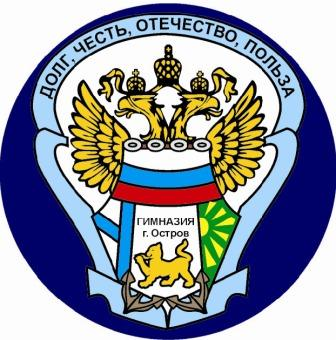 ДОЛГ, ЧЕСТЬ, ОТЕЧЕСТВО, ПОЛЬЗА
ГИМНАЗИЯ
г. Остров